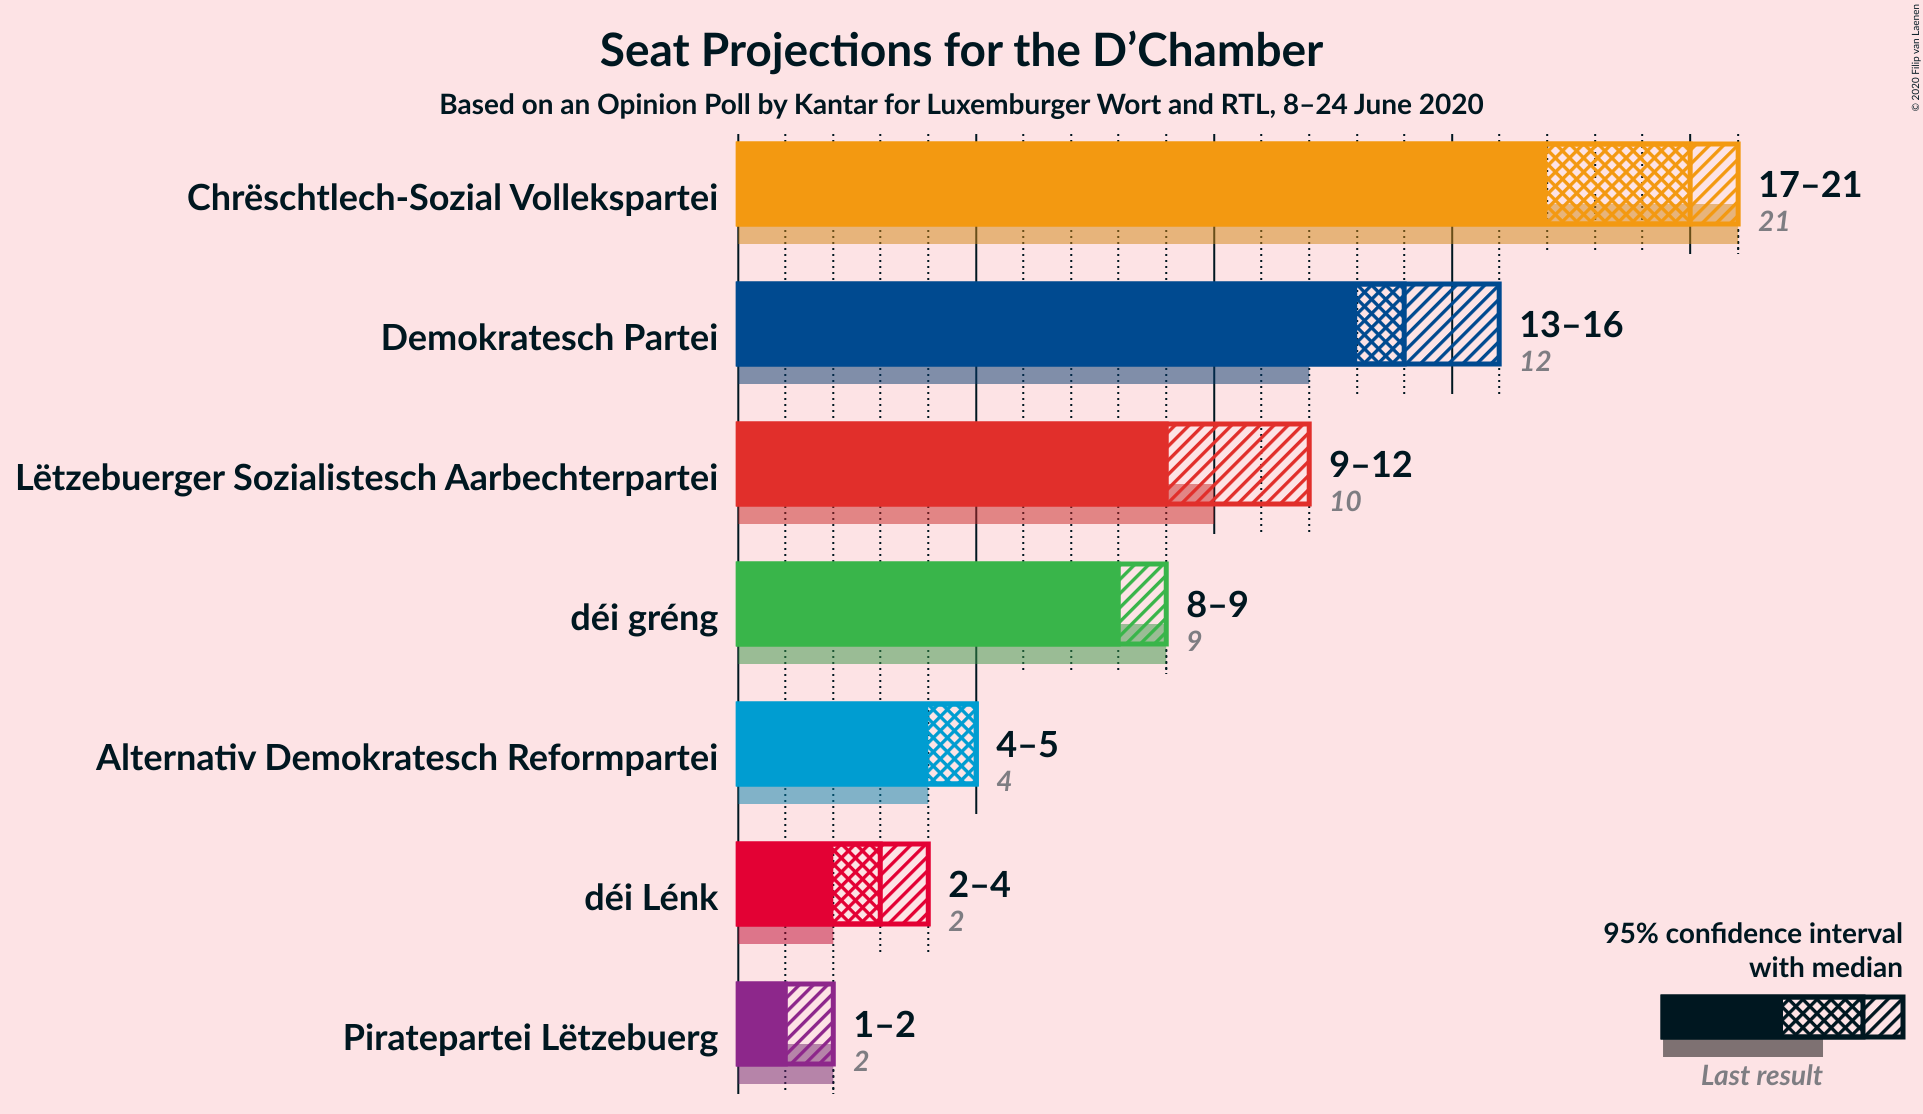 Seat Projections for the D’Chamber
Based on an Opinion Poll by Kantar for Luxemburger Wort and RTL, 8–24 June 2020
© 2020 Filip van Laenen
Chrëschtlech-Sozial Vollekspartei
17–21
21
Demokratesch Partei
13–16
12
Lëtzebuerger Sozialistesch Aarbechterpartei
9–12
10
déi gréng
8–9
9
Alternativ Demokratesch Reformpartei
4–5
4
déi Lénk
2–4
2
Piratepartei Lëtzebuerg
1–2
2
95% confidence interval
with median
Last result